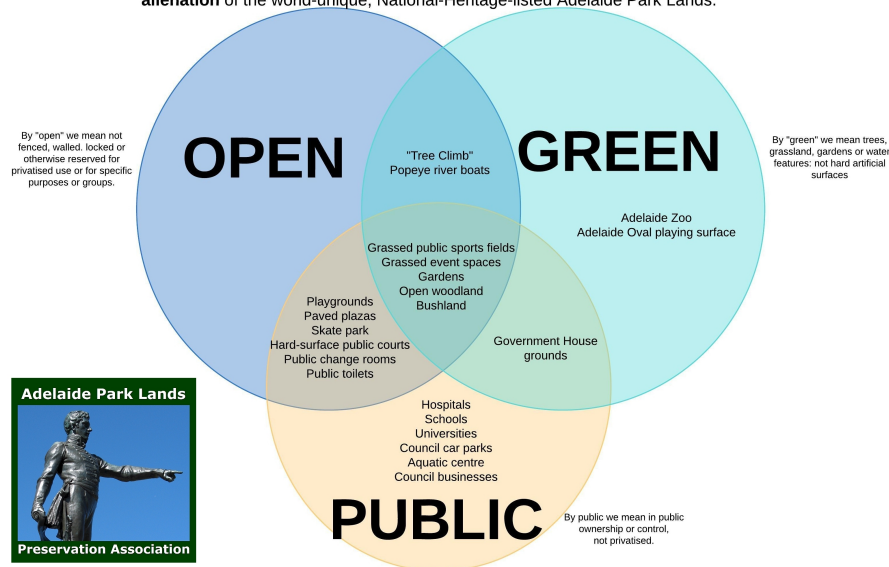 alienation of the world-unique, National-Heritage-listed Adelaide Park Lands.
OPEN
GREEN
By "open" we mean not
fenced, walled. locked or
otherwise reserved for
privatised use or for specific
purposes or groups.
"Tree Climb"
Popeye river boats
By "green" we mean trees,
grassland, gardens or water
features: not hard artificial
surfaces
Adelaide Zoo
Adelaide Oval playing surface
Grassed public sports fields
Grassed event spaces
Gardens
Open woodland
Bushland
Playgrounds
Paved plazas
Skate park
Hard-surface public courts
Public change rooms
Public toilets
Government House
grounds
Hospitals
Schools
Universities
Council car parks
Aquatic centre
Council businesses
PUBLIC
By public we mean in public
ownership or control,
not privatised.
Adelaide Park Lands
Preservation Association